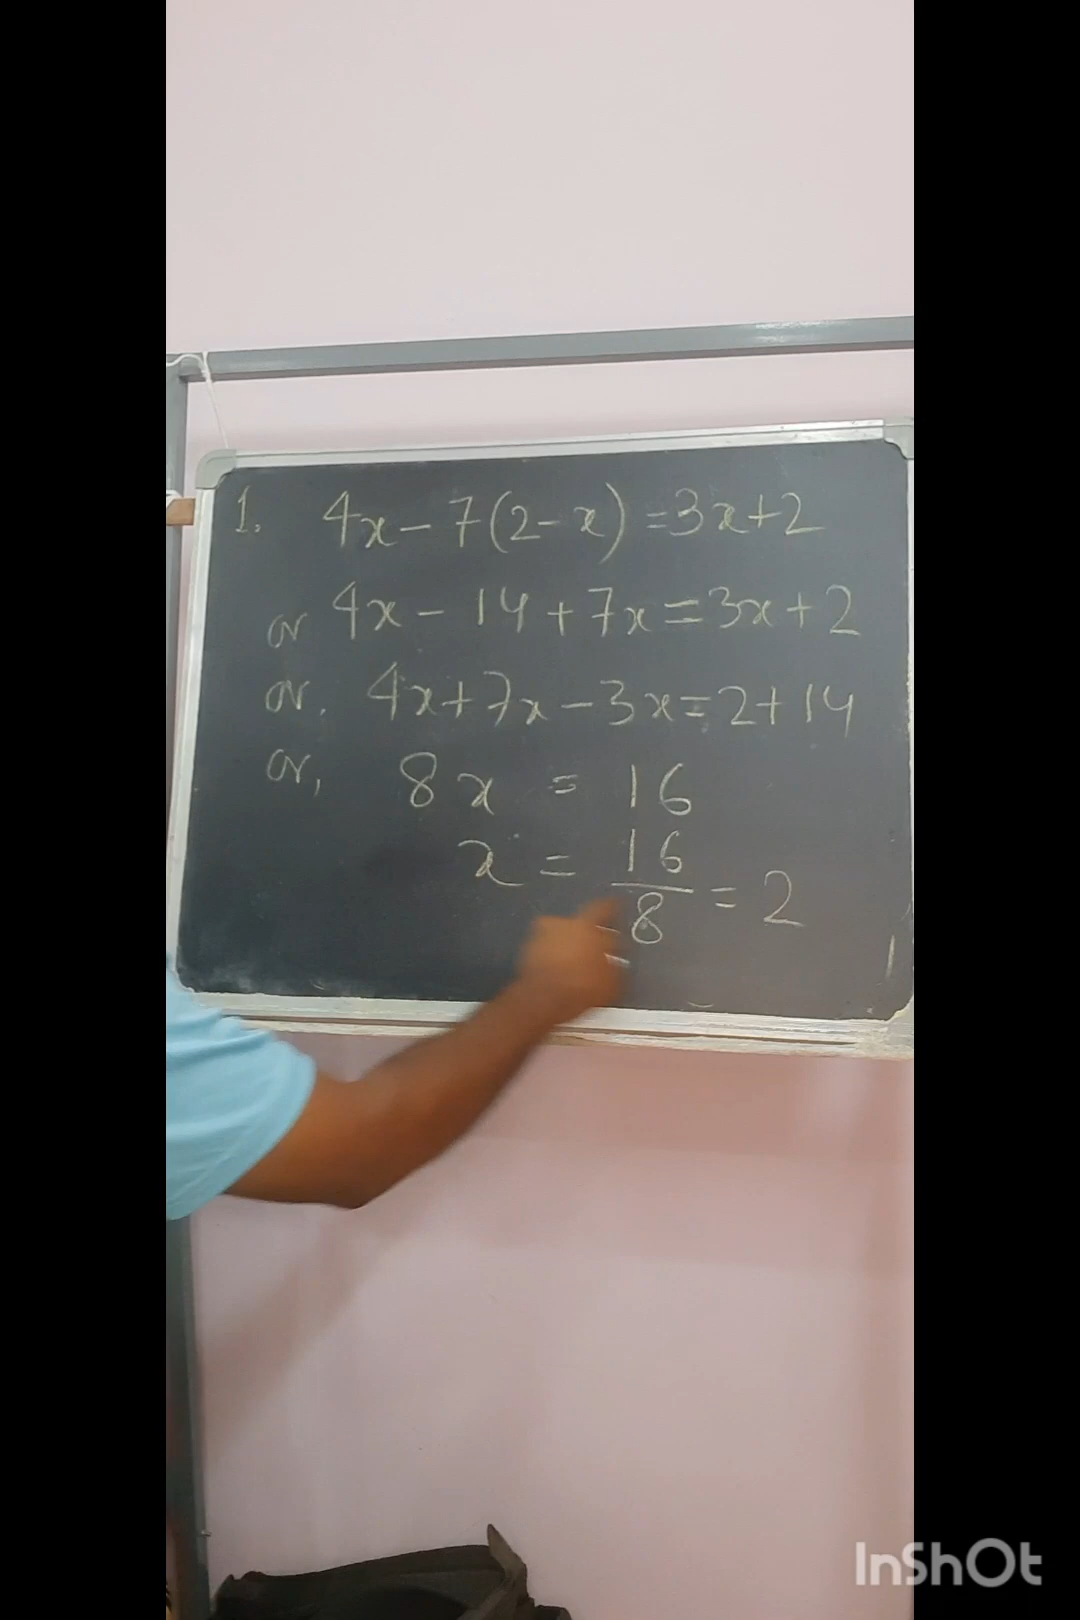 1. 4x - 7(2 - x) = 3x + 2
or 4x - 14 + 7x = 3x + 2
or, 4x + 7x - 3x = 2 + 14
or, 8x = 16
x = 16/8 = 2
InShOt